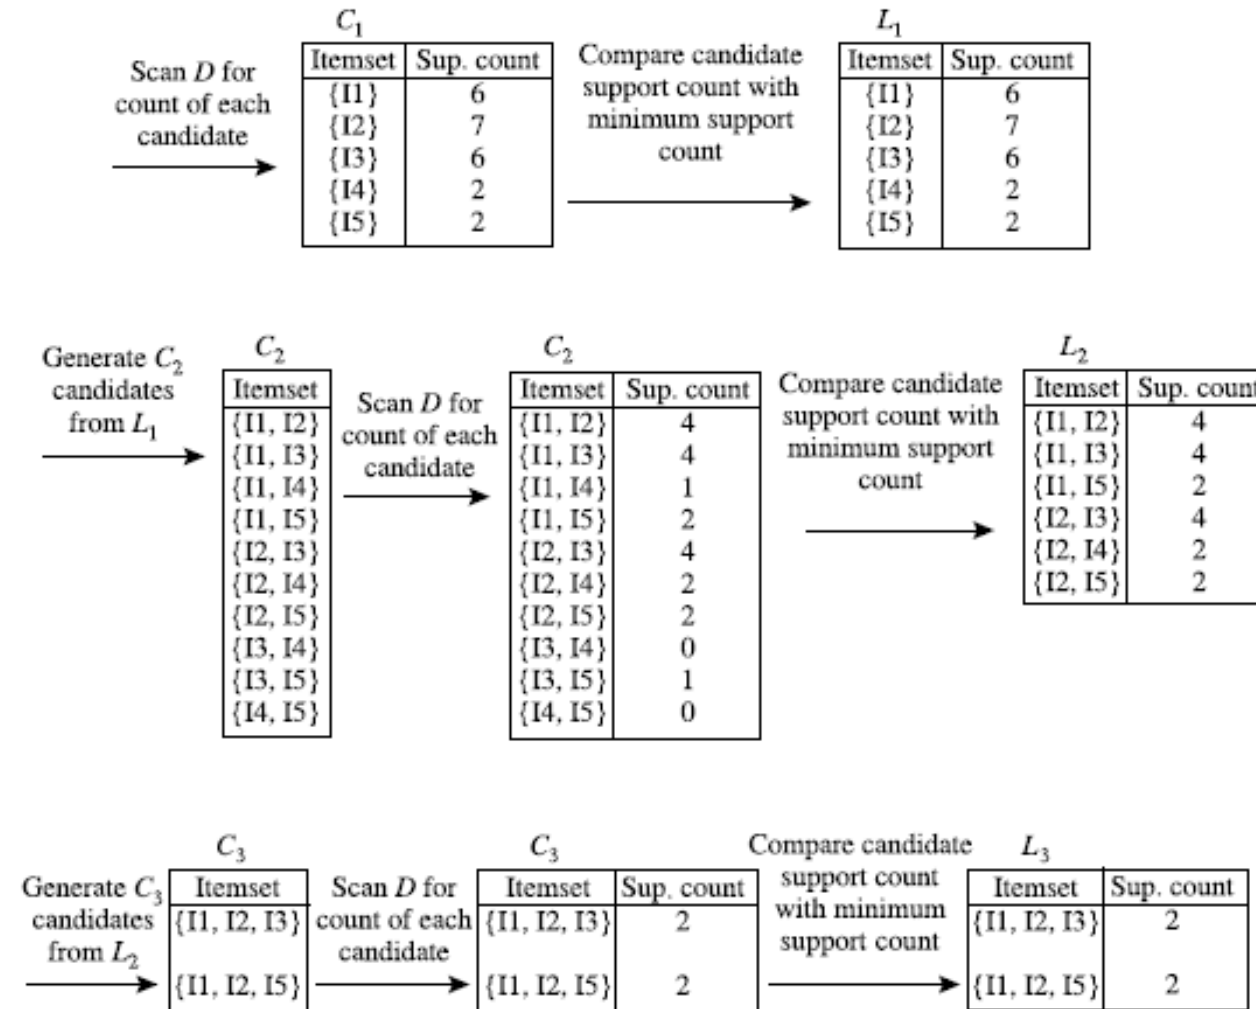 C₁
L₁
Scan D for
count of each
candidate
Itemset Sup. count
{I1} 6
{I2} 7
{I3} 6
{I4} 2
{I5} 2
Compare candidate
support count with
minimum support
count
Itemset Sup. count
{I1} 6
{I2} 7
{I3} 6
{I4} 2
{I5} 2
Generate C₂
candidates
from L₁
C₂
Itemset
{I1, I2}
{I1, I3}
{I1, I4}
{I1, I5}
{I2, I3}
{I2, I4}
{I2, I5}
{I3, I4}
{I3, I5}
{I4, I5}
Scan D for
count of each
candidate
C₂
Itemset Sup. count
{I1, I2} 4
{I1, I3} 4
{I1, I4} 1
{I1, I5} 2
{I2, I3} 4
{I2, I4} 2
{I2, I5} 2
{I3, I4} 0
{I3, I5} 1
{I4, I5} 0
Compare candidate
support count with
minimum support
count
L₂
Itemset Sup. count
{I1, I2} 4
{I1, I3} 4
{I1, I5} 2
{I2, I3} 4
{I2, I4} 2
{I2, I5} 2
Generate C₃
candidates
from L₂
C₃
Itemset
{I1, I2, I3}
{I1, I2, I5}
Scan D for
count of each
candidate
C₃
Itemset Sup. count
{I1, I2, I3} 2
{I1, I2, I5} 2
Compare candidate
support count
with minimum
support count
L₃
Itemset Sup. count
{I1, I2, I3} 2
{I1, I2, I5} 2